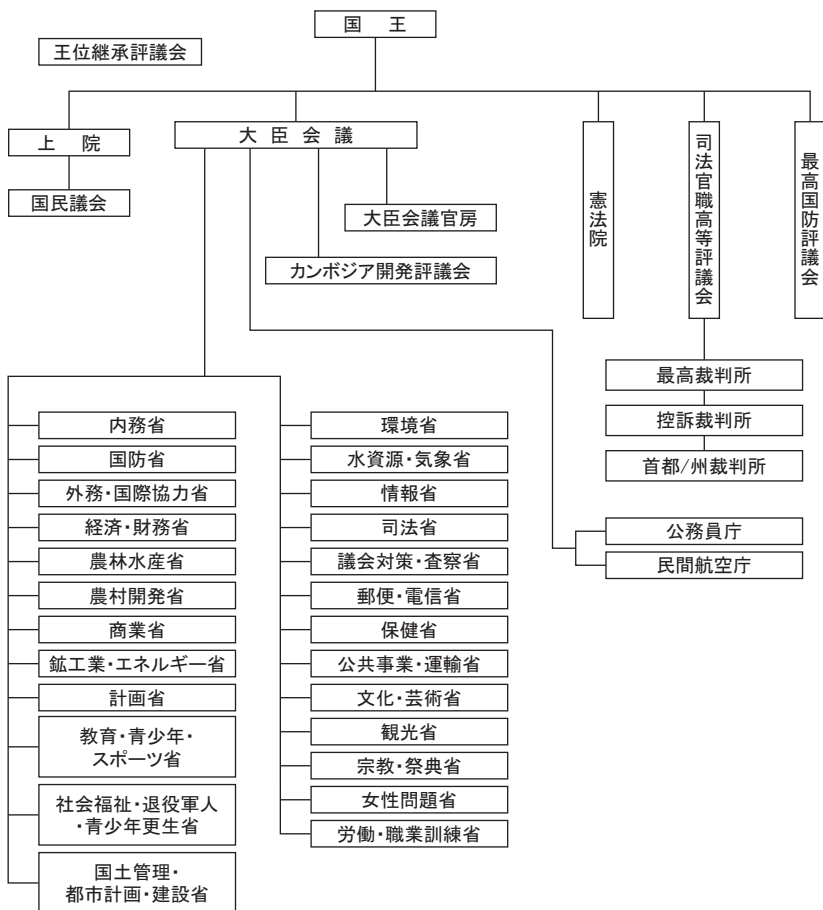 国　王
王位継承評議会
上　院
国民議会
大　臣　会　議
大臣会議官房
カンボジア開発評議会
憲法院
司法官職高等評議会
最高国防評議会
最高裁判所
控訴裁判所
首都/州裁判所
公務員庁
民間航空庁
内務省
国防省
外務・国際協力省
経済・財務省
農林水産省
農村開発省
商業省
鉱工業・エネルギー省
計画省
教育・青少年・
スポーツ省
社会福祉・退役軍人
・青少年更生省
国土管理・
都市計画・建設省
環境省
水資源・気象省
情報省
司法省
議会対策・査察省
郵便・電信省
保健省
公共事業・運輸省
文化・芸術省
観光省
宗教・祭典省
女性問題省
労働・職業訓練省